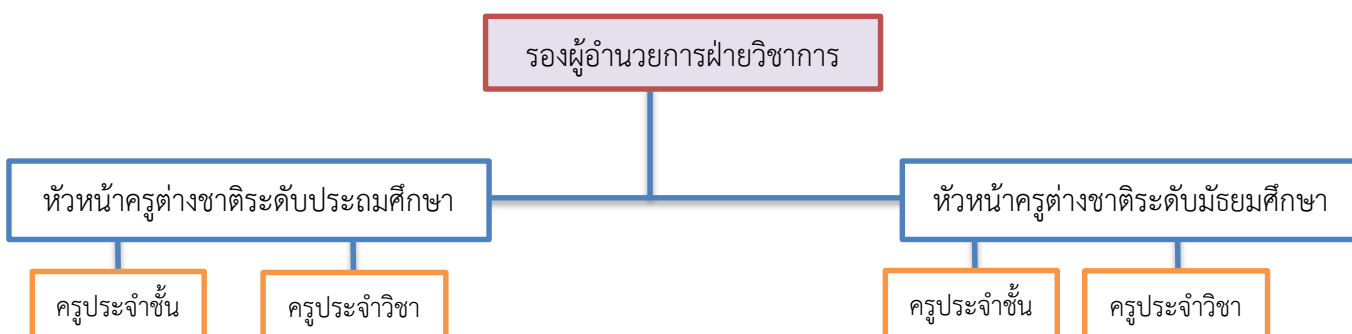 รองผู้อำนวยการฝ่ายวิชาการ
หัวหน้าครูต่างชาติระดับประถมศึกษา
หัวหน้าครูต่างชาติระดับมัธยมศึกษา
ครูประจำชั้น
ครูประจำวิชา
ครูประจำชั้น
ครูประจำวิชา